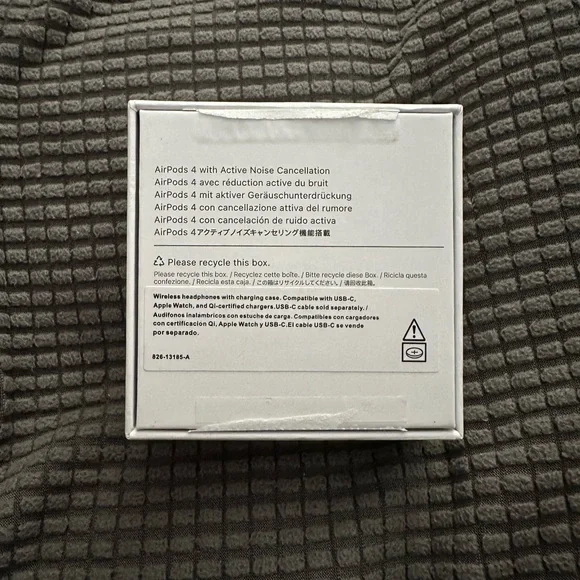 AirPods 4 with Active Noise Cancellation
AirPods 4 avec réduction active du bruit
AirPods 4 mit aktiver Geräuschunterdrückung
AirPods 4 con cancellazione attiva del rumore
AirPods 4 con cancelación de ruido activa
AirPods 4アクティブノイズキャンセリング機能搭載
Please recycle this box.
Please recycle this box. / Recyclez cette boîte. / Bitte recycle diese Box. / Ricicla questa
confezione. / Recicla esta caja. / この箱はリサイクルしてください。/ 请回收此箱。
Wireless headphones with charging case. Compatible with USB-C,
Apple Watch, and Qi-certified chargers.USB-C cable sold separately. /
Audífonos inalambricos con estuche de carga. Compatibles con cargadores
con certificación Qi, Apple Watch y USB-C.El cable USB-C se vende
por separado.
826-13185-A